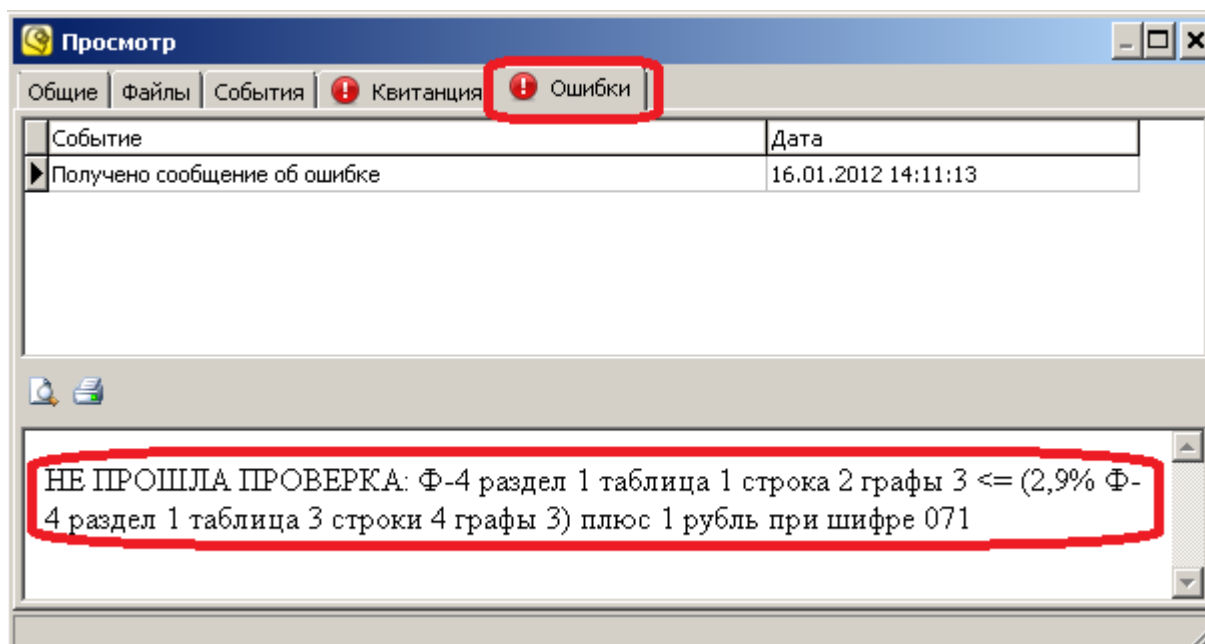 Просмотр
Общие Файлы События Квитанция Ошибки
Событие Дата
Получено сообщение об ошибке 16.01.2012 14:11:13
НЕ ПРОШЛА ПРОВЕРКА: Ф-4 раздел 1 таблица 1 строка 2 графы 3 <= (2,9% Ф-
4 раздел 1 таблица 3 строки 4 графы 3) плюс 1 рубль при шифре 071